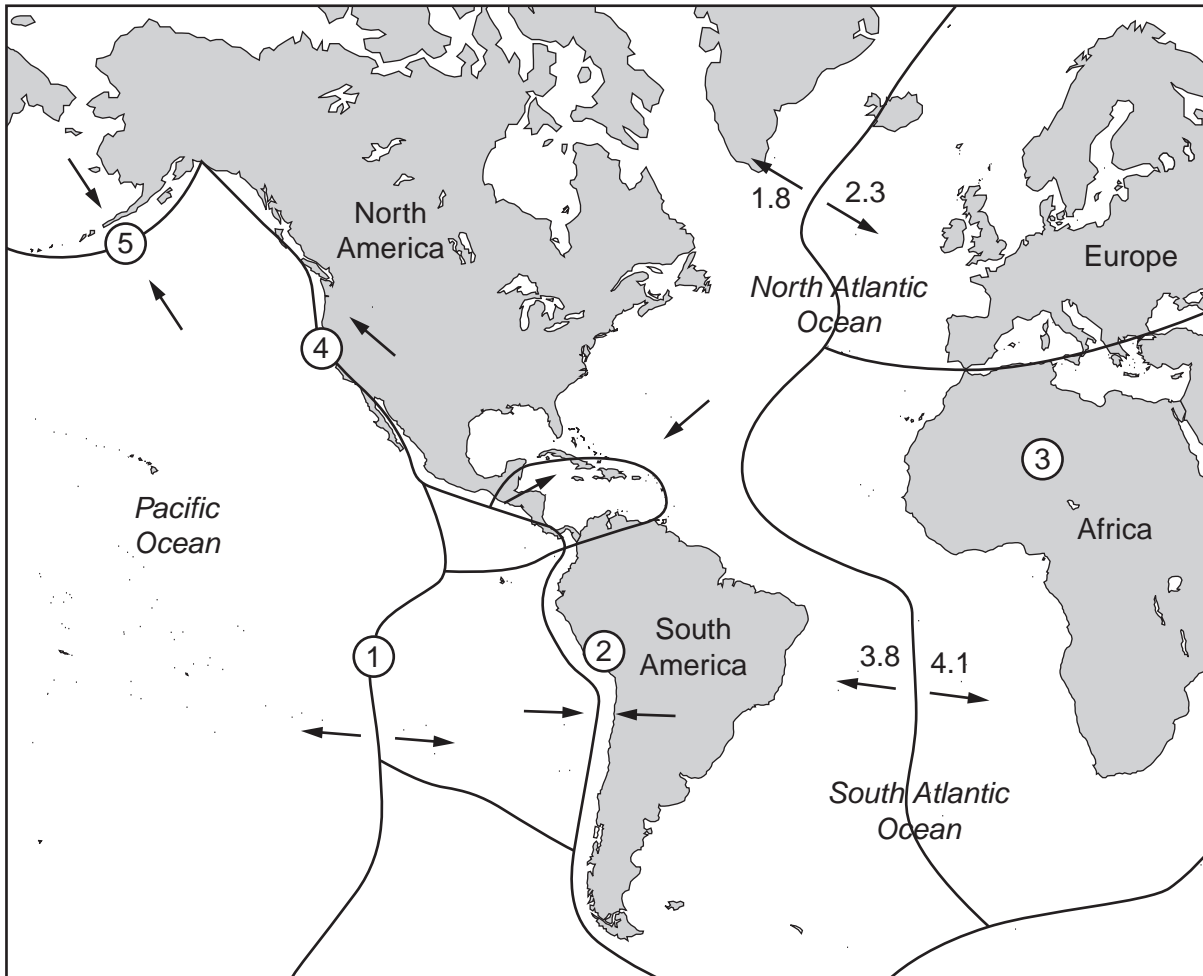 1.8
2.3
North
America
5
Europe
North Atlantic
Ocean
4
3
Pacific
Ocean
Africa
South
America
1
2
3.8
4.1
South Atlantic
Ocean